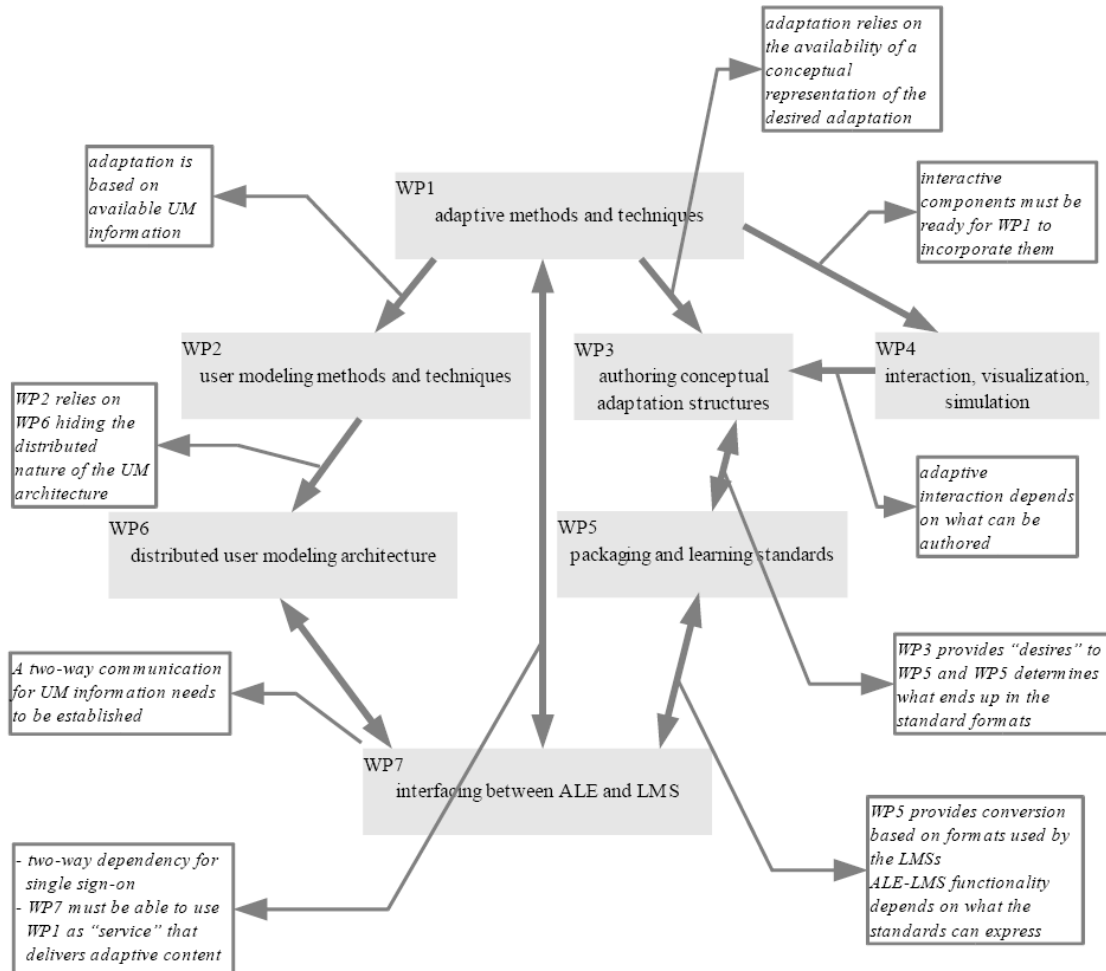 adaptation relies on
the availability of a
conceptual
representation of the
desired adaptation
adaptation is
based on
available UM
information
WP1
adaptive methods and techniques
interactive
components must be
ready for WP1 to
incorporate them
WP2
user modeling methods and techniques
WP3
authoring conceptual
adaptation structures
WP4
interaction, visualization,
simulation
WP2 relies on
WP6 hiding the
distributed
nature of the UM
architecture
adaptive
interaction depends
on what can be
authored
WP6
distributed user modeling architecture
WP5
packaging and learning standards
A two-way communication
for UM information needs
to be established
WP3 provides “desires” to
WP5 and WP5 determines
what ends up in the
standard formats
WP7
interfacing between ALE and LMS
- two-way dependency for
single sign-on
- WP7 must be able to use
WP1 as “service” that
delivers adaptive content
WP5 provides conversion
based on formats used by
the LMSs
ALE-LMS functionality
depends on what the
standards can express